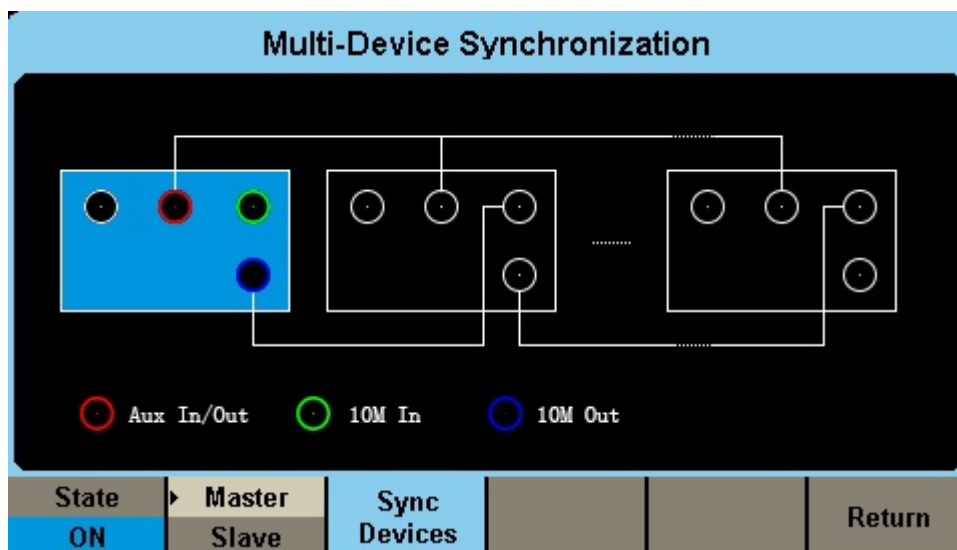 Multi-Device Synchronization
Aux In/Out 10M In 10M Out
State Master Sync Return
ON Slave Devices